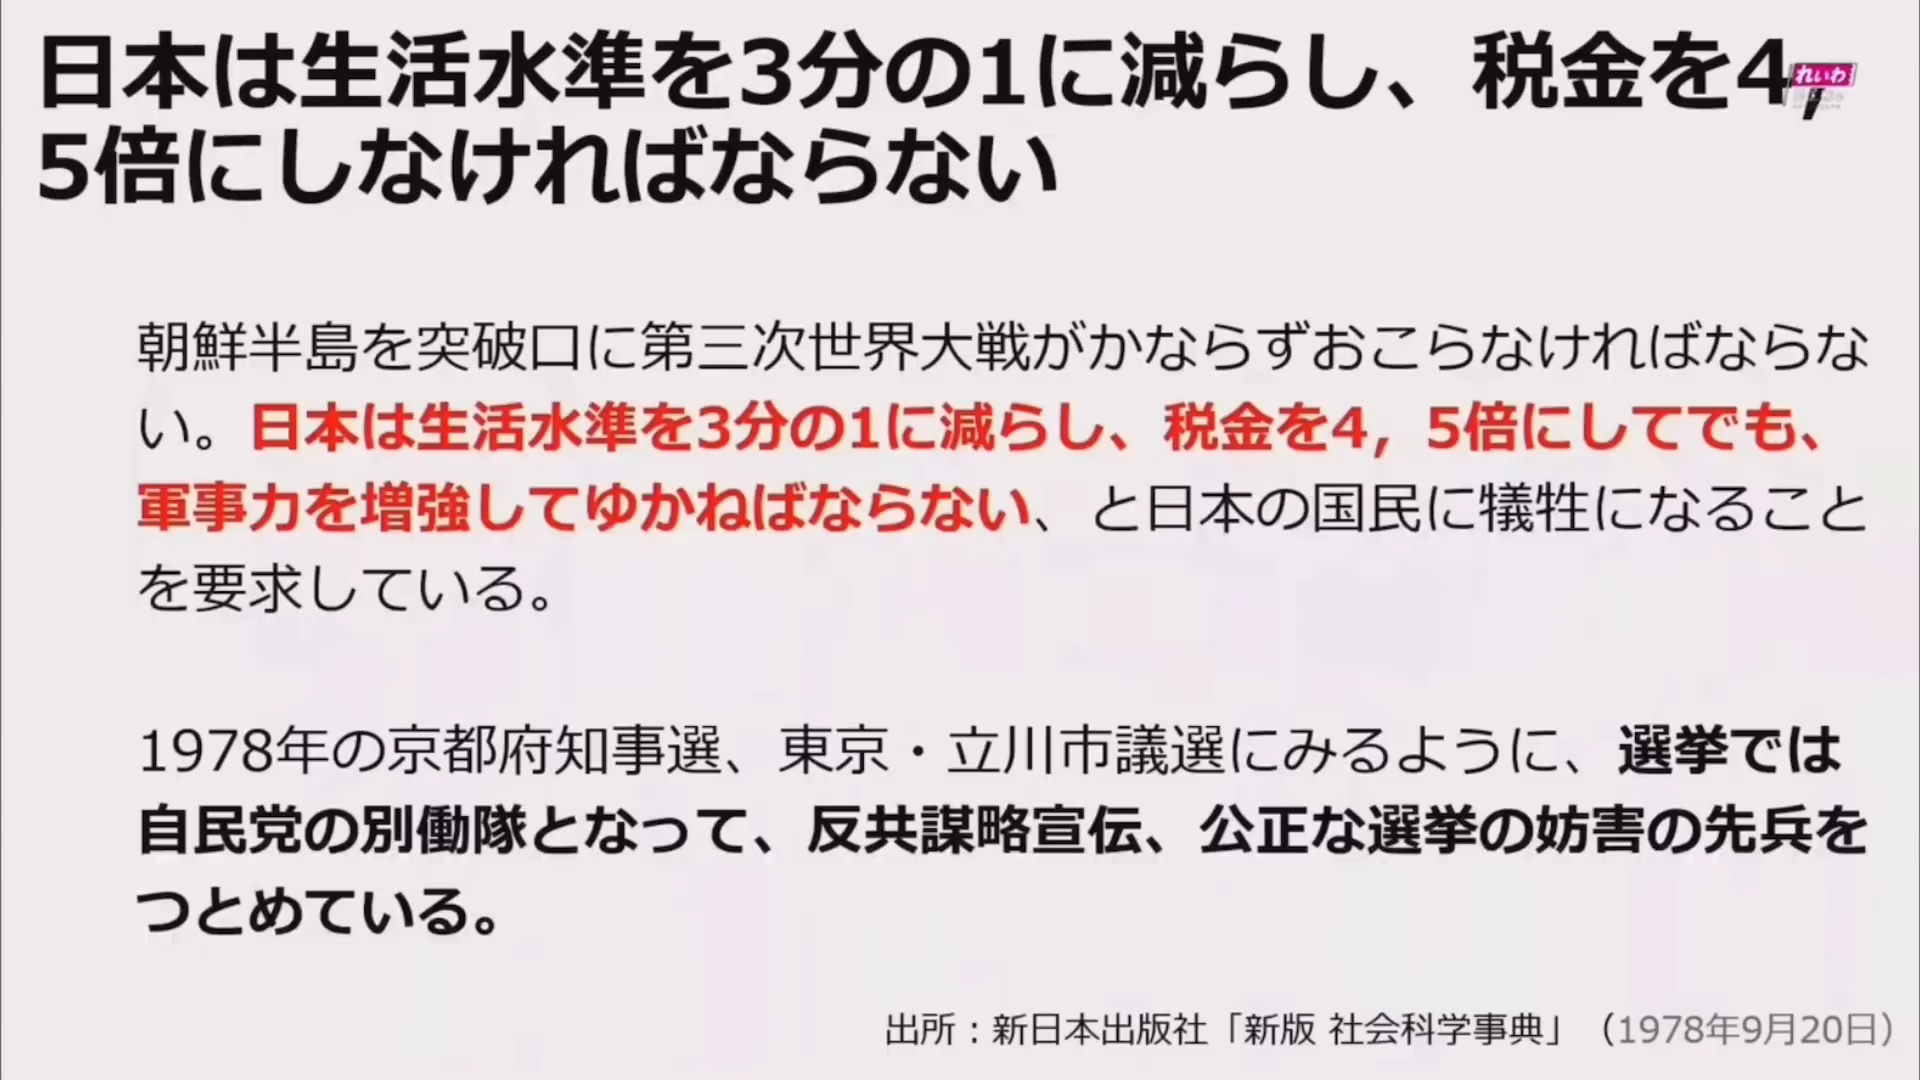 日本は生活水準を3分の1に減らし、税金を4,
5倍にしなければならない
れいわ
朝鮮半島を突破口に第三次世界大戦がかならずおこらなければならな
い。日本は生活水準を3分の1に減らし、税金を4，5倍にしてでも、
軍事力を増強してゆかねばならない、と日本の国民に犠牲になること
を要求している。
1978年の京都府知事選、東京・立川市議選にみるように、選挙では
自民党の別働隊となって、反共謀略宣伝、公正な選挙の妨害の先兵を
つとめている。
出所：新日本出版社「新版 社会科学事典」（1978年9月20日）